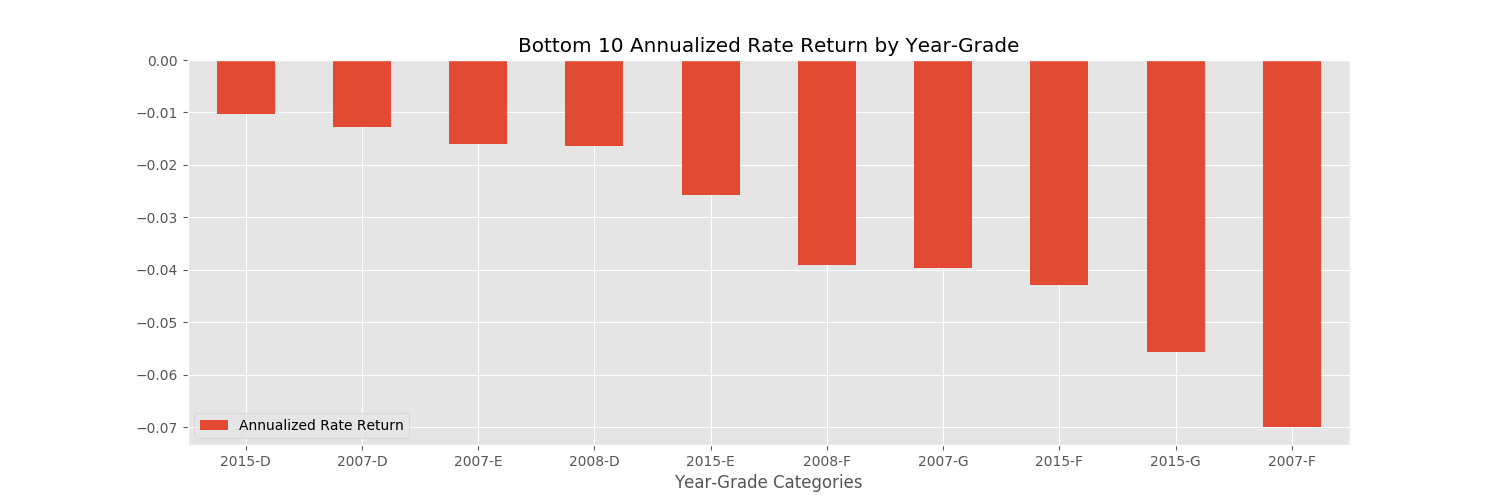 Bottom 10 Annualized Rate Return by Year-Grade
0.00
−0.01
−0.02
−0.03
−0.04
−0.05
−0.06
−0.07
Annualized Rate Return
2015-D 2007-D 2007-E 2008-D 2015-E 2008-F 2007-G 2015-F 2015-G 2007-F
Year-Grade Categories